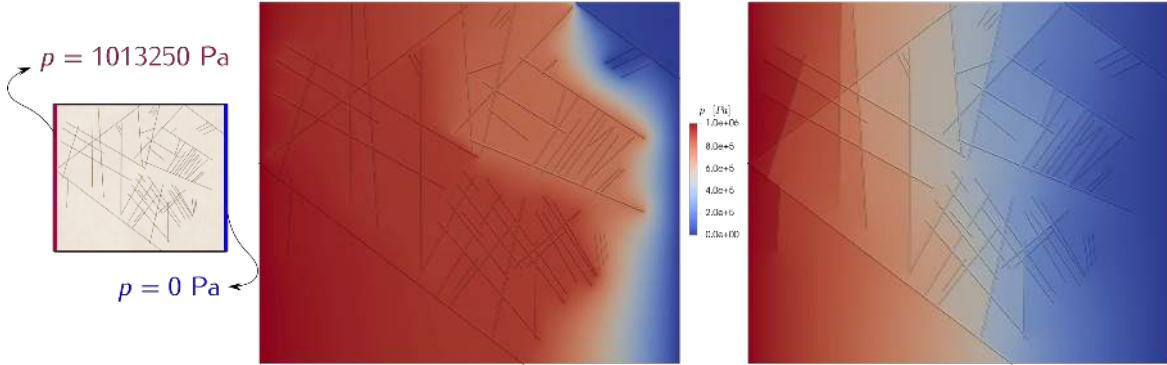 p = 1013250 Pa
p = 0 Pa
p [Pa]
1.0e+06
8.0e+5
6.0e+5
4.0e+5
2.0e+5
0.0e+00